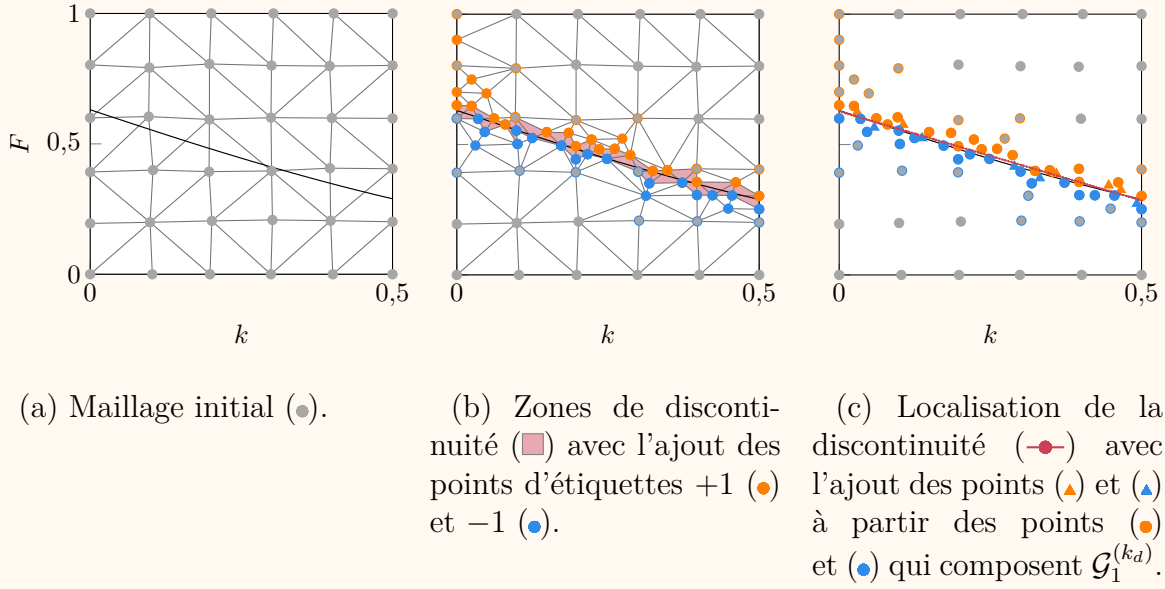 1
0,5
F
0
0
0,5
k
0
0,5
k
0
0,5
k
(a) Maillage initial ( ).
(b) Zones de disconti-
nuité ( ) avec l'ajout des
points d'étiquettes +1 ( )
et −1 ( ).
(c) Localisation de la
discontinuité ( ) avec
l'ajout des points ( ) et ( )
à partir des points ( )
et ( ) qui composent 𝒢₁^(k_d).